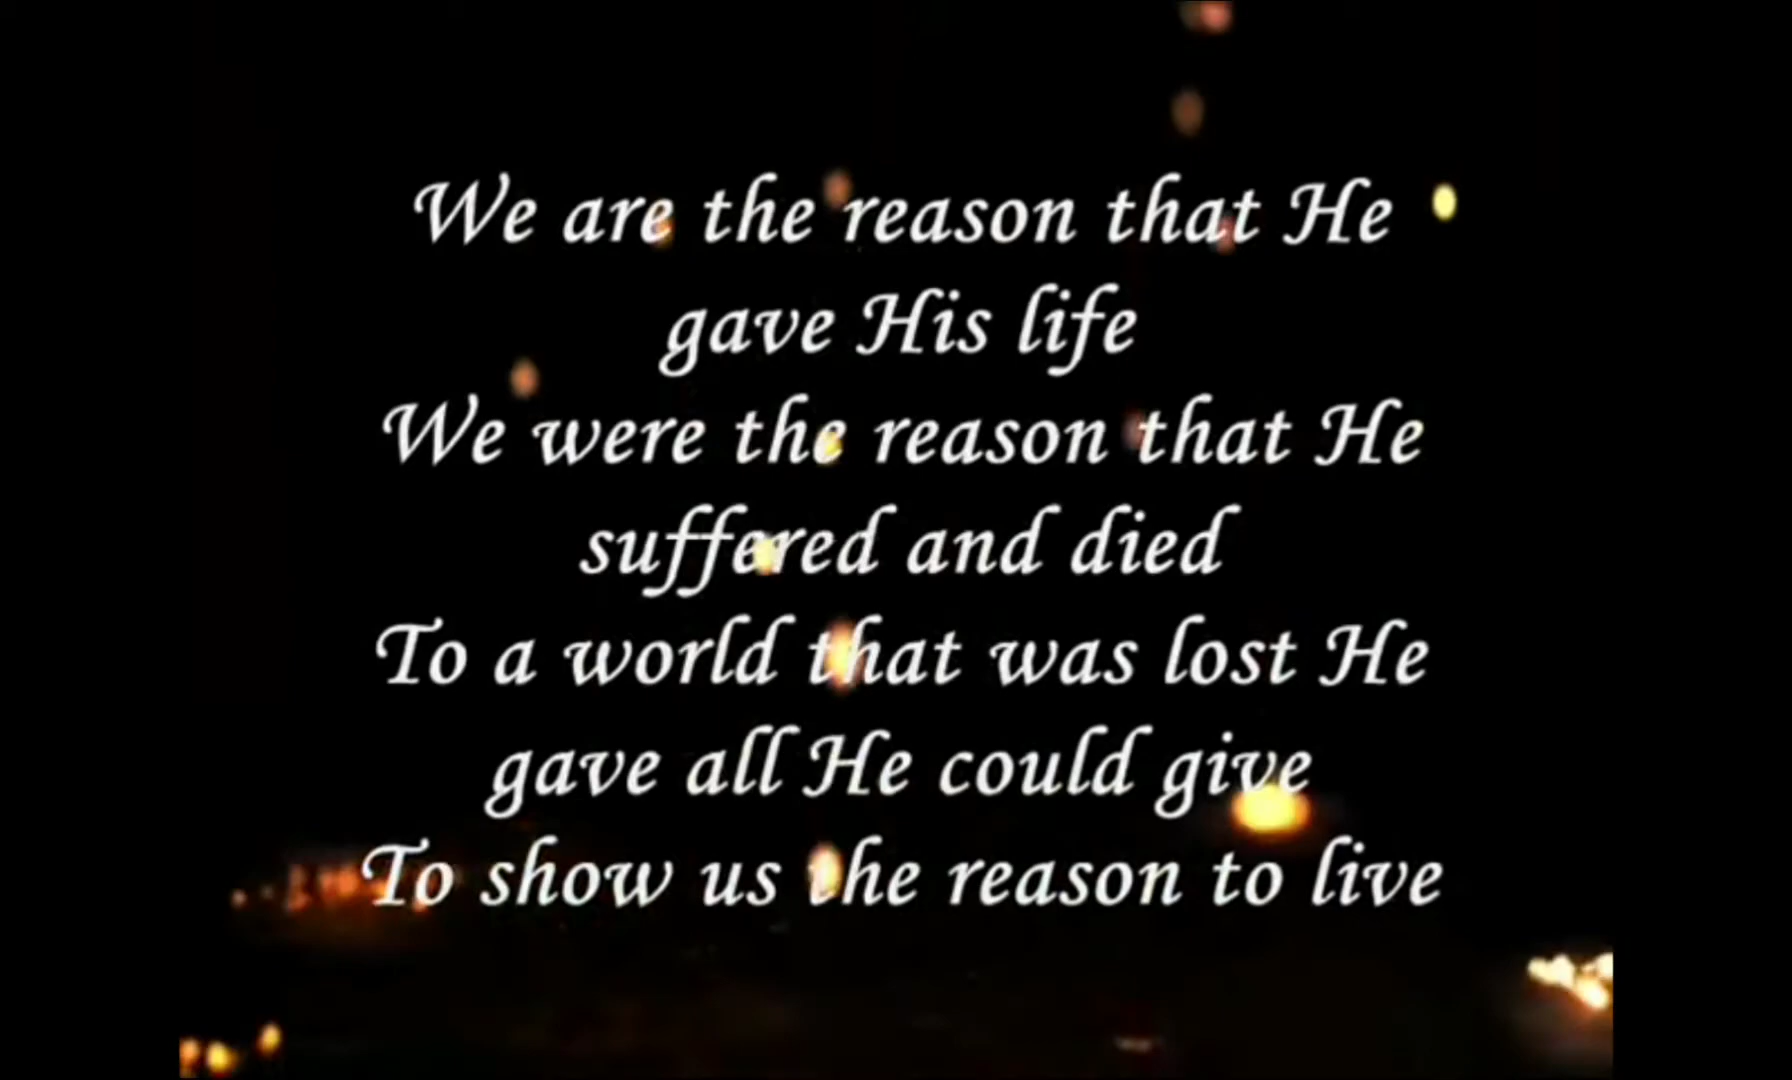 We are the reason that He
gave His life
We were the reason that He
suffered and died
To a world that was lost He
gave all He could give
To show us the reason to live